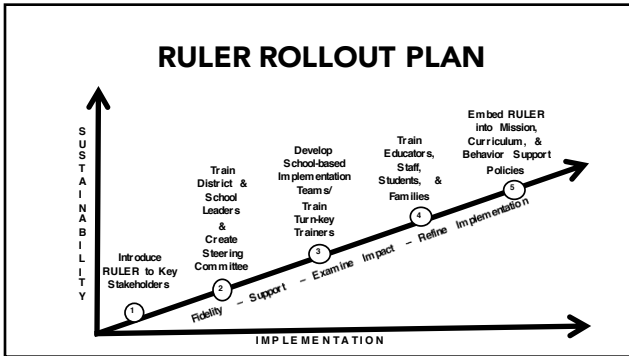 RULER ROLLOUT PLAN
SUSTAINABILITY
1
Introduce
RULER to Key
Stakeholders
2
Train
District &
School
Leaders
&
Create
Steering
Committee
3
Develop
School-based
Implementation
Teams/
Train
Turn-key
Trainers
4
Train
Educators,
Staff,
Students, &
Families
5
Embed RULER
into Mission,
Curriculum, &
Behavior Support
Policies
Fidelity – Support – Examine Impact – Refine Implementation
IMPLEMENTATION